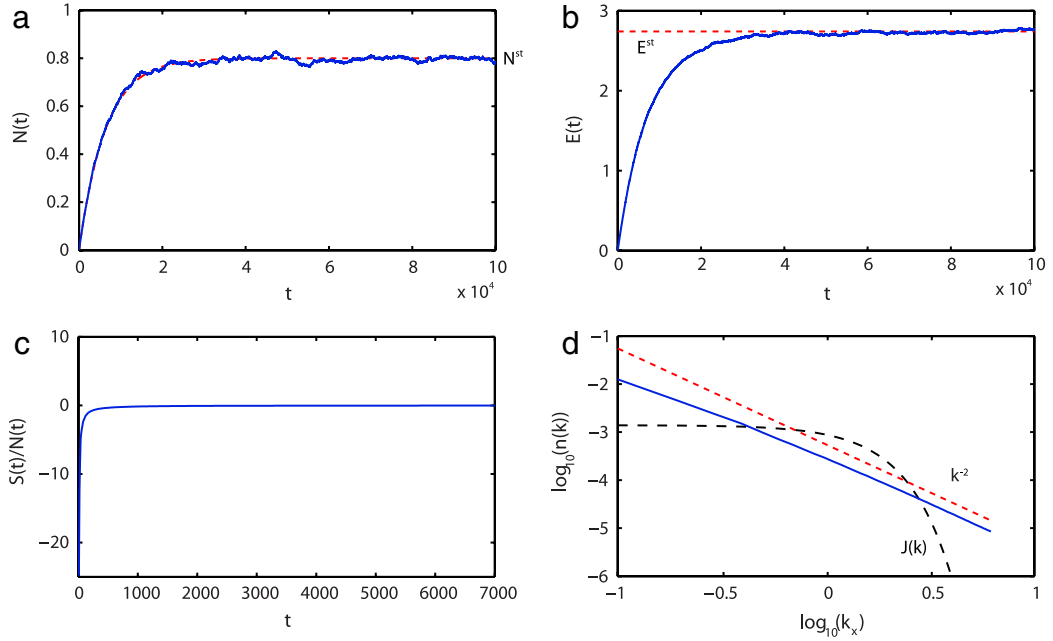 a
1
0.8
0.6
0.4
0.2
0
N(t)
N^st
0 2 4 6 8 10
t
x 10^4
b
3
2
1
0
E(t)
E^st
0 2 4 6 8 10
t
x 10^4
c
10
0
−10
−20
S(t)/N(t)
0 1000 2000 3000 4000 5000 6000 7000
t
d
−1
−2
−3
−4
−5
−6
log₁₀(n(k))
k⁻²
J(k)
−1 −0.5 0 0.5 1
log₁₀(kₓ)